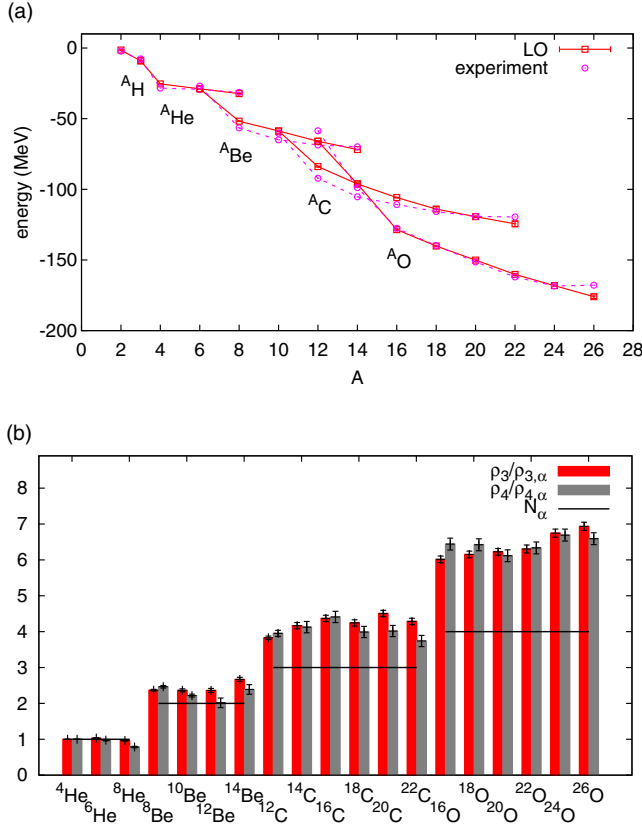 (a)
LO
experiment
energy (MeV)
0
-50
-100
-150
-200
ᴬH
ᴬHe
ᴬBe
ᴬC
ᴬO
0 2 4 6 8 10 12 14 16 18 20 22 24 26 28
A
(b)
ρ₃/ρ₃,α
ρ₄/ρ₄,α
Nα
8
7
6
5
4
3
2
1
0
⁴He ⁸He ¹⁰Be ¹⁴Be ¹⁴C ¹⁸C ²²C ¹⁸O ²²O ²⁶O
⁶He ⁸Be ¹²Be ¹²C ¹⁶C ²⁰C ¹⁶O ²⁰O ²⁴O